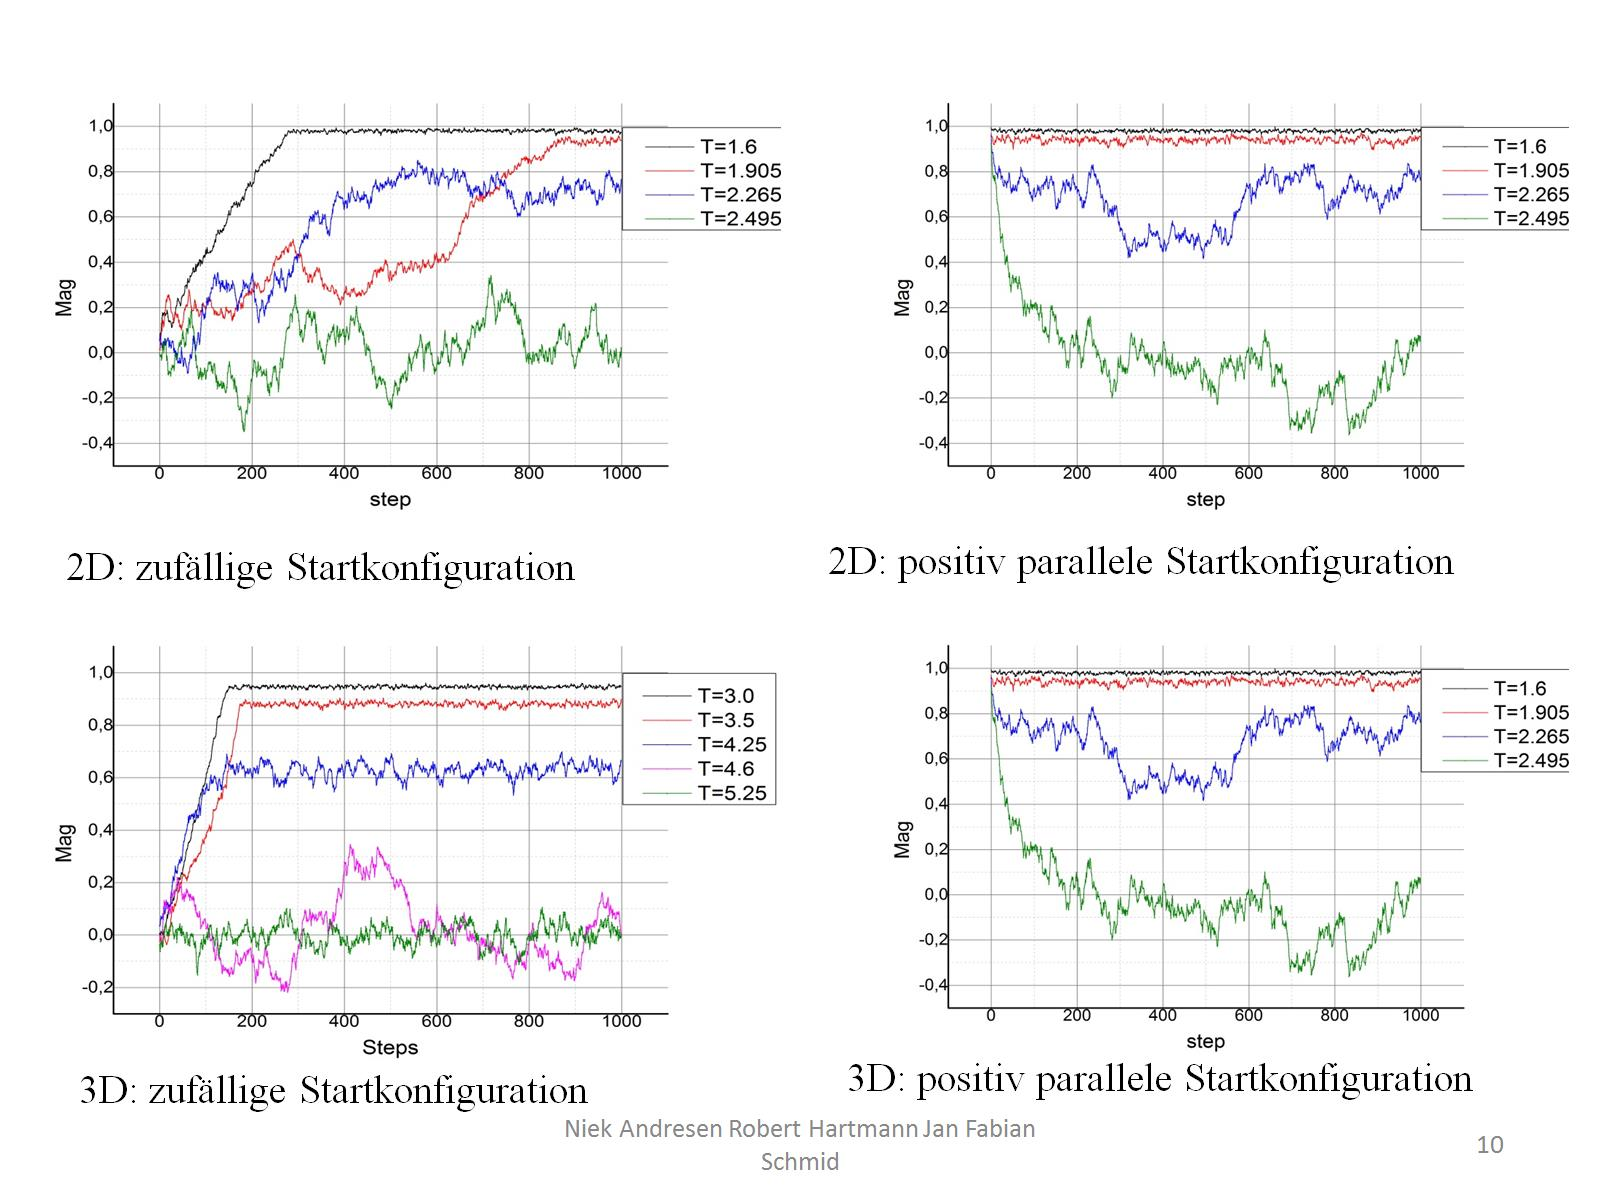 1,0
0,8
0,6
0,4
0,2
0,0
-0,2
-0,4
Mag
0 200 400 600 800 1000
step
T=1.6
T=1.905
T=2.265
T=2.495
2D: zufällige Startkonfiguration
1,0
0,8
0,6
0,4
0,2
0,0
-0,2
-0,4
Mag
0 200 400 600 800 1000
step
T=1.6
T=1.905
T=2.265
T=2.495
2D: positiv parallele Startkonfiguration
1,0
0,8
0,6
0,4
0,2
0,0
-0,2
Mag
0 200 400 600 800 1000
Steps
T=3.0
T=3.5
T=4.25
T=4.6
T=5.25
3D: zufällige Startkonfiguration
1,0
0,8
0,6
0,4
0,2
0,0
-0,2
-0,4
Mag
0 200 400 600 800 1000
step
T=1.6
T=1.905
T=2.265
T=2.495
3D: positiv parallele Startkonfiguration
Niek Andresen Robert Hartmann Jan Fabian
Schmid
10